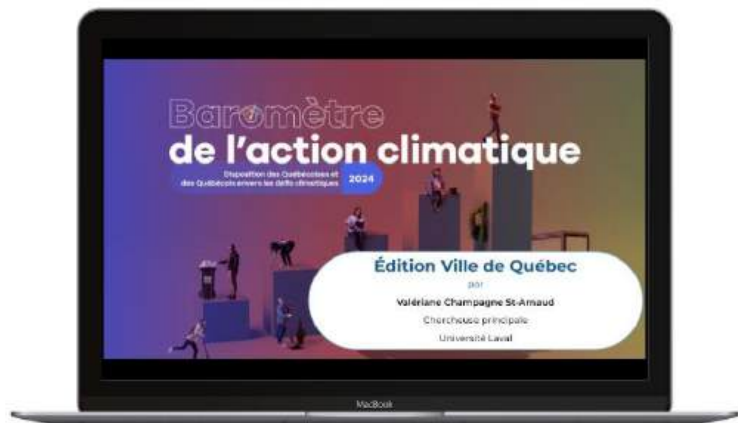 Baromètre
de l'action climatique
Disposition des Québécoises et
des Québécois envers les défis climatiques
2024
Édition Ville de Québec
par
Valériane Champagne St-Arnaud
Chercheuse principale
Université Laval
MacBook